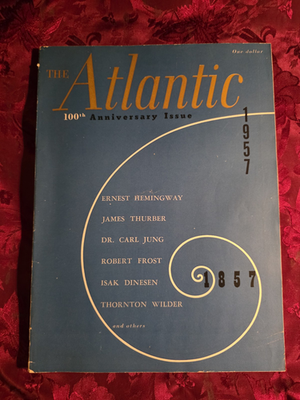 One dollar
THE Atlantic
100th Anniversary Issue
1957
ERNEST HEMINGWAY
JAMES THURBER
DR. CARL JUNG
ROBERT FROST
ISAK DINESEN
1857
THORNTON WILDER
and others